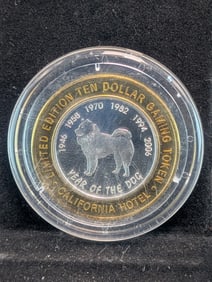 LIMITED EDITION TEN DOLLAR GAMING TOKEN
1946 1958 1970 1982 1994 2006
YEAR OF THE DOG
CALIFORNIA HOTEL